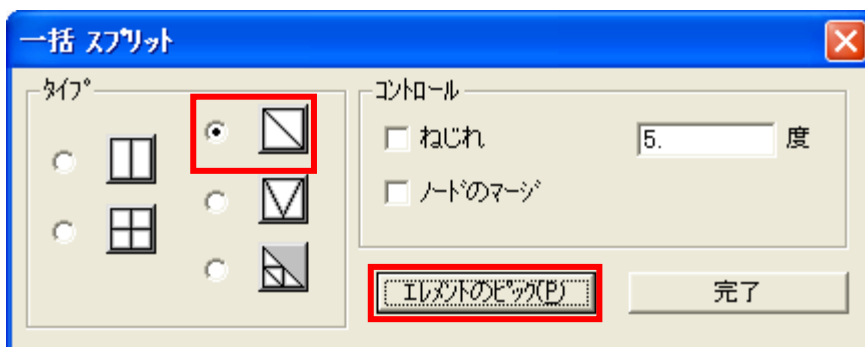 一括 ｽﾌﾟﾘｯﾄ
ﾀｲﾌﾟ
ｺﾝﾄﾛｰﾙ
ねじれ 5. 度
ﾉｰﾄﾞのﾏｰｼﾞ
ｴﾚﾒﾝﾄのﾋﾟｯｸ(P) 完了